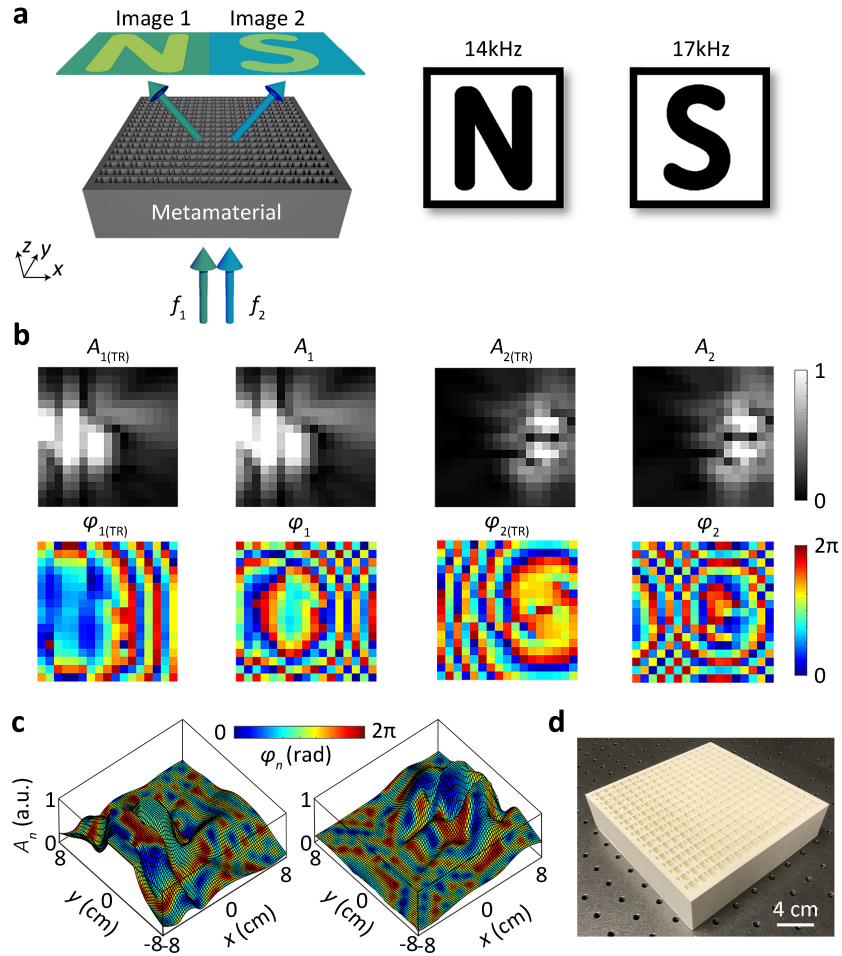 a
Image 1 Image 2
N S
14kHz 17kHz
N S
Metamaterial
z y x
f1 f2
b
A1(TR) A1 A2(TR) A2
1
0
φ1(TR) φ1 φ2(TR) φ2
2π
0
c
0 2π
φn (rad)
An (a.u.)
1
0
8
y (cm)
0
-8
-8
0
x (cm)
8
1
0
8
y (cm)
0
-8
-8
0
x (cm)
8
d
4 cm